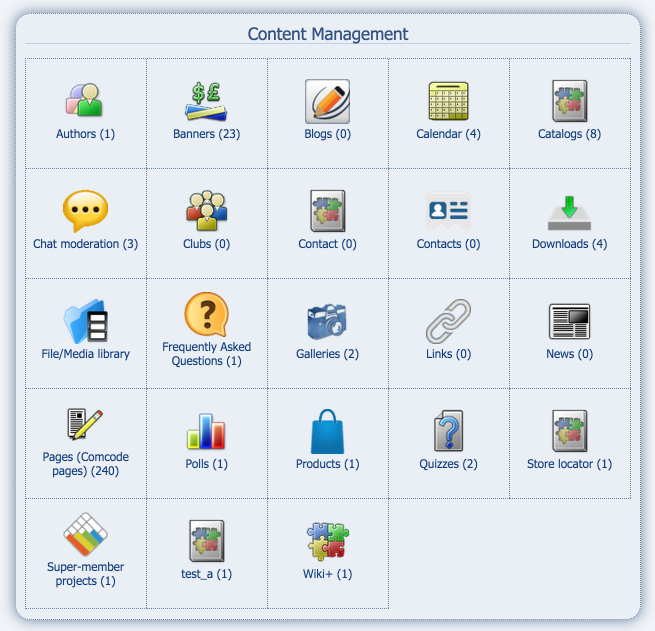 Content Management
Authors (1)
Banners (23)
Blogs (0)
Calendar (4)
Catalogs (8)
Chat moderation (3)
Clubs (0)
Contact (0)
Contacts (0)
Downloads (4)
File/Media library
Frequently Asked
Questions (1)
Galleries (2)
Links (0)
News (0)
Pages (Comcode
pages) (240)
Polls (1)
Products (1)
Quizzes (2)
Store locator (1)
Super-member
projects (1)
test_a (1)
Wiki+ (1)